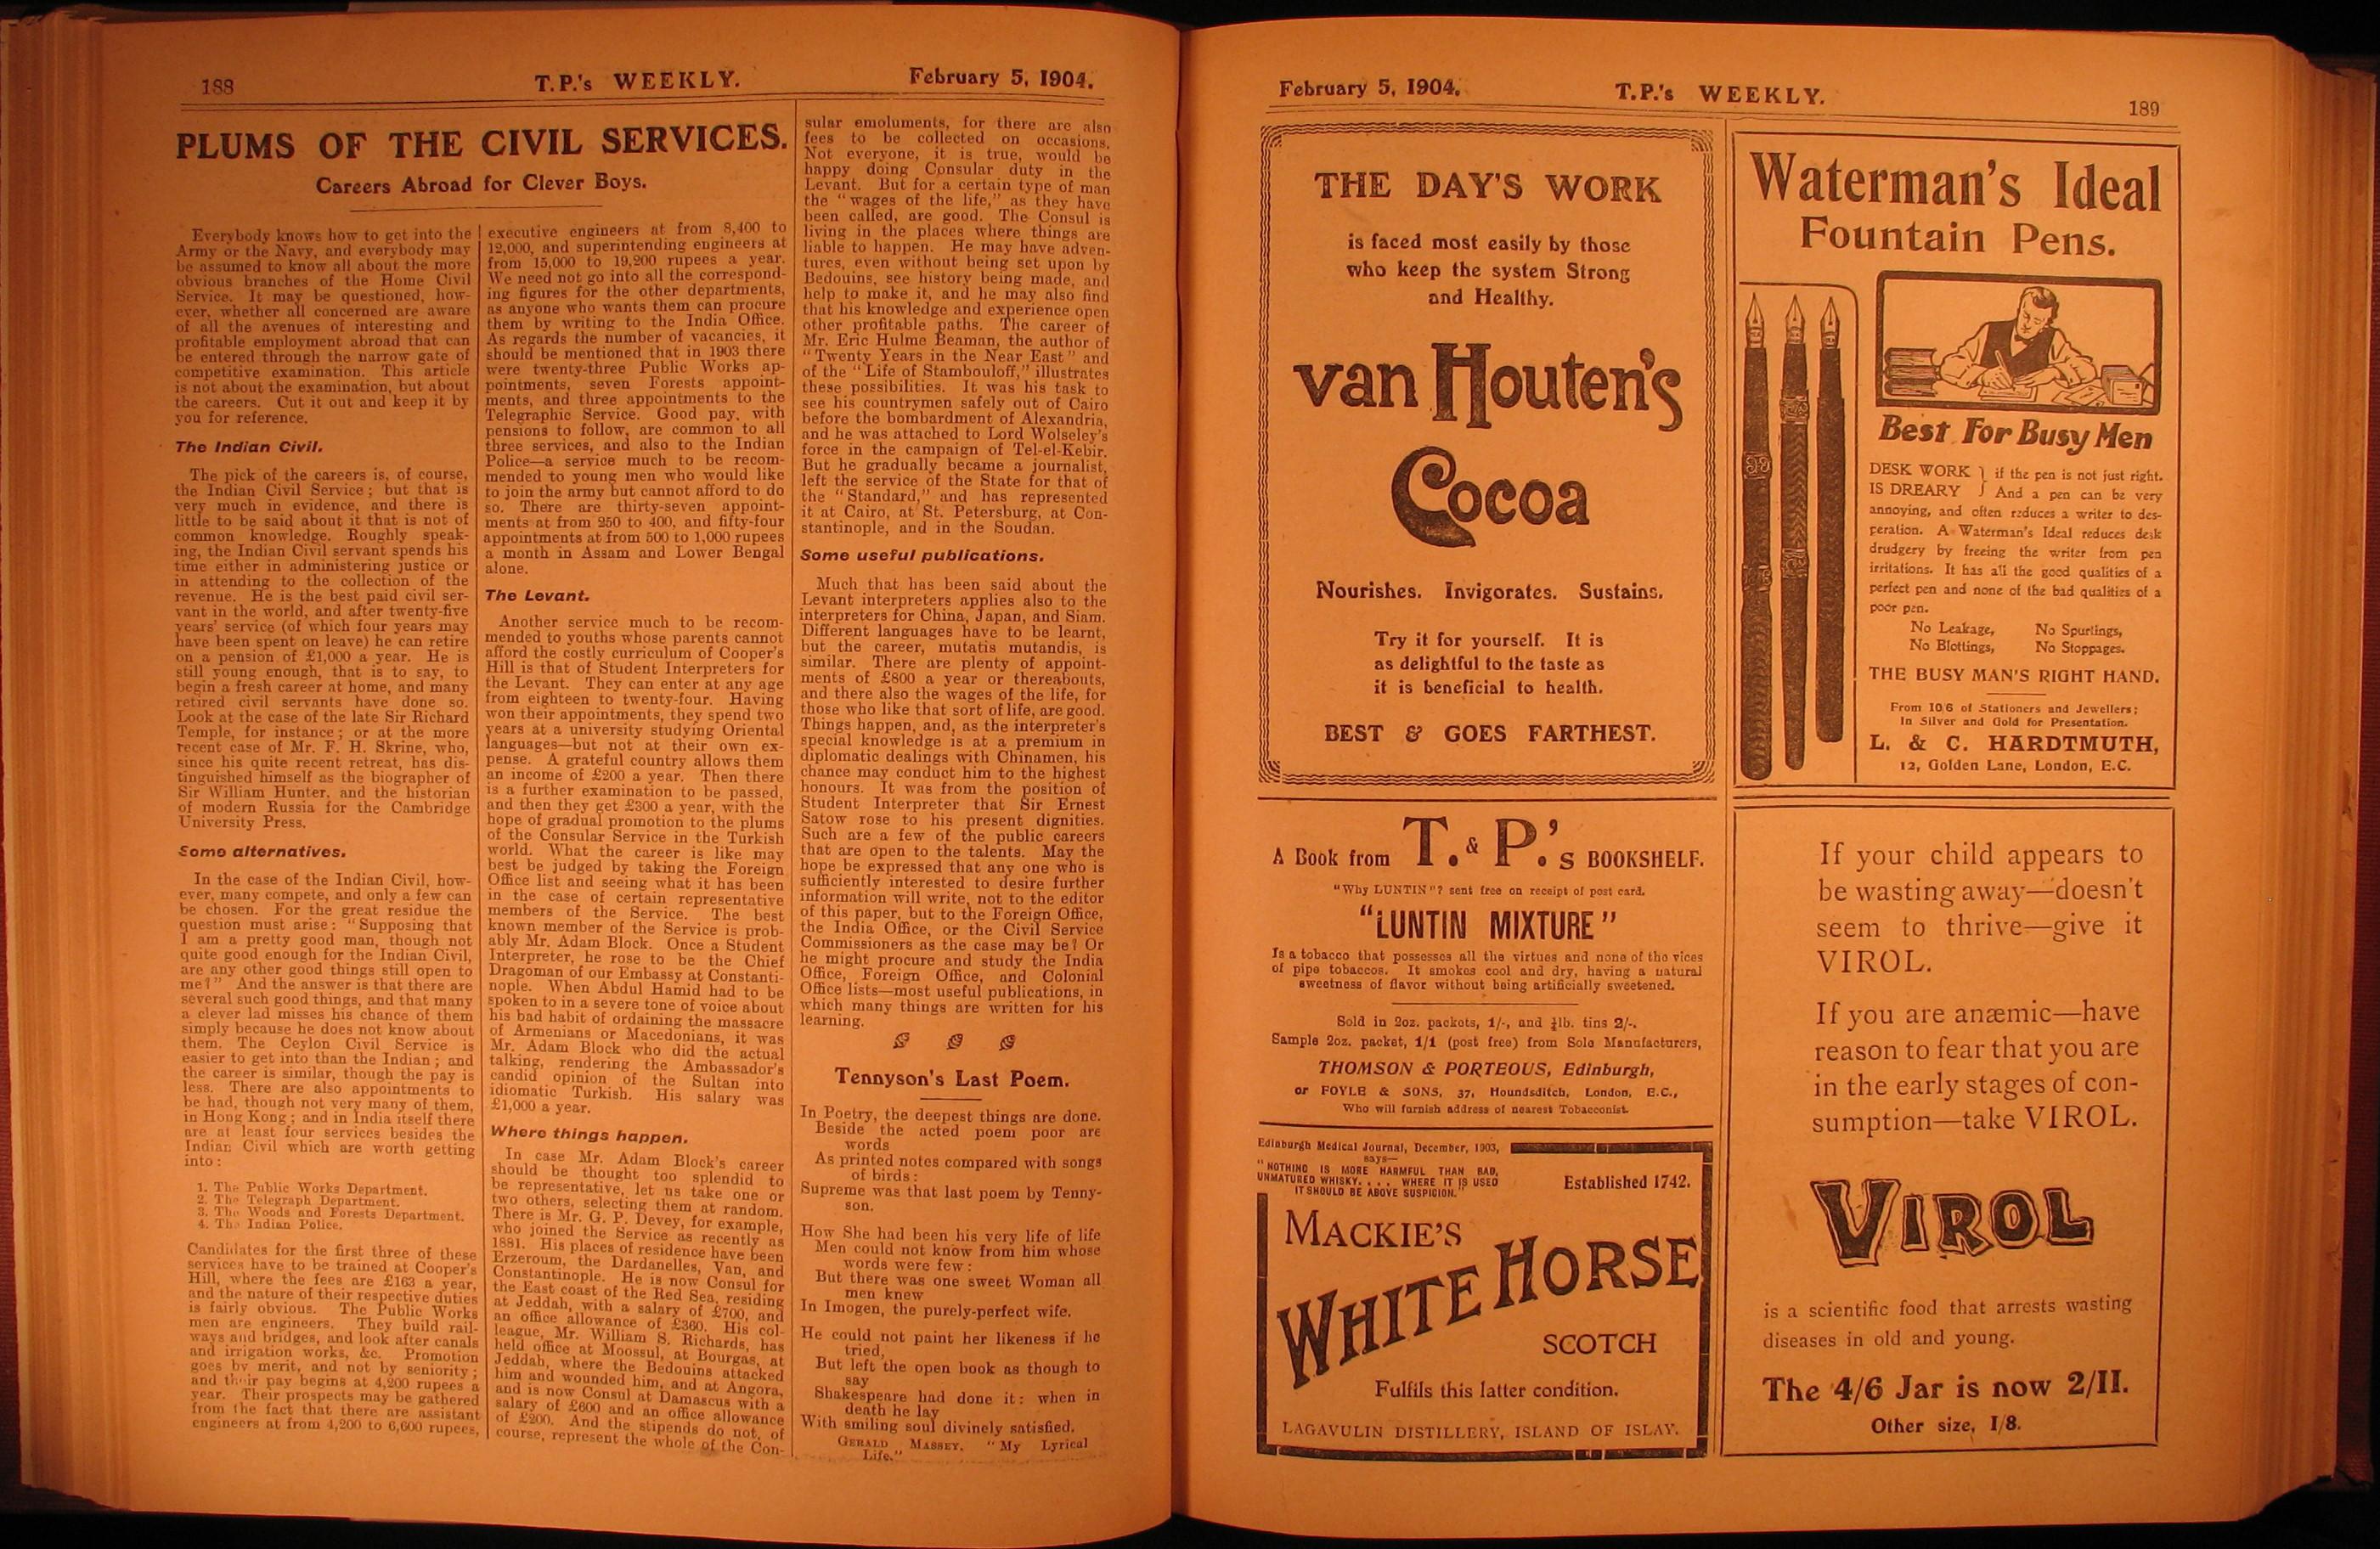 188
T.P.'s WEEKLY.
February 5, 1904.
PLUMS OF THE CIVIL SERVICES.
Careers Abroad for Clever Boys.
Everybody knows how to get into the
Army or the Navy, and everybody may
be assumed to know all about the more
obvious branches of the Home Civil
Service. It may be questioned, how-
ever, whether all concerned are aware
of all the avenues of interesting and
profitable employment abroad that can
be entered through the narrow gate of
competitive examination. This article
is not about the examination, but about
the careers. Cut it out and keep it by
you for reference.
The Indian Civil.
The pick of the careers is, of course,
the Indian Civil Service; but that is
very much in evidence, and there is
little to be said about it that is not of
common knowledge. Roughly speak-
ing, the Indian Civil servant spends his
time either in administering justice or
in attending to the collection of the
revenue. He is the best paid civil ser-
vant in the world, and after twenty-five
years' service (of which four years may
have been spent on leave) he can retire
on a pension of £1,000 a year. He is
still young enough, that is to say, to
begin a fresh career at home, and many
retired civil servants have done so.
Look at the case of the late Sir Richard
Temple, for instance; or at the more
recent case of Mr. F. H. Skrine, who,
since his quite recent retreat, has dis-
tinguished himself as the biographer of
Sir William Hunter, and the historian
of modern Russia for the Cambridge
University Press.
Some alternatives.
In the case of the Indian Civil, how-
ever, many compete, and only a few can
be chosen. For the great residue the
question must arise: "Supposing that
I am a pretty good man, though not
quite good enough for the Indian Civil,
are any other good things still open to
me?" And the answer is that there are
several such good things, and that many
a clever lad misses his chance of them
simply because he does not know about
them. The Ceylon Civil Service is
easier to get into than the Indian; and
the career is similar, though the pay is
less. There are also appointments to
be had, though not very many of them,
in Hong Kong; and in India itself there
are at least four services besides the
Indian Civil which are worth getting
into:
1. The Public Works Department.
2. The Telegraph Department.
3. The Woods and Forests Department.
4. The Indian Police.
Candidates for the first three of these
services have to be trained at Cooper's
Hill, where the fees are £163 a year,
and the nature of their respective duties
is fairly obvious. The Public Works
men are engineers. They build rail-
ways and bridges, and look after canals
and irrigation works, &c. Promotion
goes by merit, and not by seniority;
and their pay begins at 4,200 rupees a
year. Their prospects may be gathered
from the fact that there are assistant
engineers at from 4,200 to 6,600 rupees,
executive engineers at from 8,400 to
12,000, and superintending engineers at
from 15,000 to 19,200 rupees a year.
We need not go into all the correspond-
ing figures for the other departments,
as anyone who wants them can procure
them by writing to the India Office.
As regards the number of vacancies, it
should be mentioned that in 1903 there
were twenty-three Public Works ap-
pointments, seven Forests appoint-
ments, and three appointments to the
Telegraphic Service. Good pay, with
pensions to follow, are common to all
three services, and also to the Indian
Police—a service much to be recom-
mended to young men who would like
to join the army but cannot afford to do
so. There are thirty-seven appoint-
ments at from 250 to 400, and fifty-four
appointments at from 500 to 1,000 rupees
a month in Assam and Lower Bengal
alone.
The Levant.
Another service much to be recom-
mended to youths whose parents cannot
afford the costly curriculum of Cooper's
Hill is that of Student Interpreters for
the Levant. They can enter at any age
from eighteen to twenty-four. Having
won their appointments, they spend two
years at a university studying Oriental
languages—but not at their own ex-
pense. A grateful country allows them
an income of £200 a year. Then there
is a further examination to be passed,
and then they get £300 a year, with the
hope of gradual promotion to the plums
of the Consular Service in the Turkish
world. What the career is like may
best be judged by taking the Foreign
Office list and seeing what it has been
in the case of certain representative
members of the Service. The best
known member of the Service is prob-
ably Mr. Adam Block. Once a Student
Interpreter, he rose to be the Chief
Dragoman of our Embassy at Constanti-
nople. When Abdul Hamid had to be
spoken to in a severe tone of voice about
his bad habit of ordaining the massacre
of Armenians or Macedonians, it was
Mr. Adam Block who did the actual
talking, rendering the Ambassador's
candid opinion of the Sultan into
idiomatic Turkish. His salary was
£1,000 a year.
Where things happen.
In case Mr. Adam Block's career
should be thought too splendid to
be representative, let us take one or
two others, selecting them at random.
There is Mr. G. P. Devey, for example,
who joined the Service as recently as
1881. His places of residence have been
Erzeroum, the Dardanelles, Van, and
Constantinople. He is now Consul for
the East coast of the Red Sea, residing
at Jeddah, with a salary of £700, and
an office allowance of £360. His col-
league, Mr. William S. Richards, has
held office at Moossul, at Bourgas, at
Jeddah, where the Bedouins attacked
him and wounded him, and at Angora,
and is now Consul at Damascus with a
salary of £600 and an office allowance
of £200. And the stipends do not, of
course, represent the whole of the Con-
sular emoluments, for there are also
fees to be collected on occasions.
Not everyone, it is true, would be
happy doing Consular duty in the
Levant. But for a certain type of man
the "wages of the life," as they have
been called, are good. The Consul is
living in the places where things are
liable to happen. He may have adven-
tures, even without being set upon by
Bedouins, see history being made, and
help to make it, and he may also find
that his knowledge and experience open
other profitable paths. The career of
Mr. Eric Hulme Beaman, the author of
"Twenty Years in the Near East" and
of the "Life of Stambouloff," illustrates
these possibilities. It was his task to
see his countrymen safely out of Cairo
before the bombardment of Alexandria,
and he was attached to Lord Wolseley's
force in the campaign of Tel-el-Kebir.
But he gradually became a journalist,
left the service of the State for that of
the "Standard," and has represented
it at Cairo, at St. Petersburg, at Con-
stantinople, and in the Soudan.
Some useful publications.
Much that has been said about the
Levant interpreters applies also to the
interpreters for China, Japan, and Siam.
Different languages have to be learnt,
but the career, mutatis mutandis, is
similar. There are plenty of appoint-
ments of £800 a year or thereabouts,
and there also the wages of the life, for
those who like that sort of life, are good.
Things happen, and, as the interpreter's
special knowledge is at a premium in
diplomatic dealings with Chinamen, his
chance may conduct him to the highest
honours. It was from the position of
Student Interpreter that Sir Ernest
Satow rose to his present dignities.
Such are a few of the public careers
that are open to the talents. May the
hope be expressed that any one who is
sufficiently interested to desire further
information will write, not to the editor
of this paper, but to the Foreign Office,
the India Office, or the Civil Service
Commissioners as the case may be? Or
he might procure and study the India
Office, Foreign Office, and Colonial
Office lists—most useful publications, in
which many things are written for his
learning.
Tennyson's Last Poem.
In Poetry, the deepest things are done.
Beside the acted poem poor are
words
As printed notes compared with songs
of birds:
Supreme was that last poem by Tenny-
son.
How She had been his very life of life
Men could not know from him whose
words were few:
But there was one sweet Woman all
men knew
In Imogen, the purely-perfect wife.
He could not paint her likeness if he
tried,
But left the open book as though to
say
Shakespeare had done it: when in
death he lay
With smiling soul divinely satisfied.
GERALD MASSEY. "My Lyrical
Life."
February 5, 1904.
T.P.'s WEEKLY.
189
THE DAY'S WORK
is faced most easily by those
who keep the system Strong
and Healthy.
van Houten's
Cocoa
Nourishes. Invigorates. Sustains.
Try it for yourself. It is
as delightful to the taste as
it is beneficial to health.
BEST & GOES FARTHEST.
A Book from T. & P.'s BOOKSHELF.
"Why LUNTIN"? sent free on receipt of post card.
"LUNTIN MIXTURE"
Is a tobacco that possesses all the virtues and none of the vices
of pipe tobaccos. It smokes cool and dry, having a natural
sweetness of flavor without being artificially sweetened.
Sold in 2oz. packets, 1/-, and ¼lb. tins 2/-.
Sample 2oz. packet, 1/1 (post free) from Sole Manufacturers,
THOMSON & PORTEOUS, Edinburgh,
or FOYLE & SONS, 37, Houndsditch, London, E.C.,
Who will furnish address of nearest Tobacconist.
Edinburgh Medical Journal, December, 1903,
says—
"NOTHING IS MORE HARMFUL THAN BAD,
UNMATURED WHISKY. . . . WHERE IT IS USED
IT SHOULD BE ABOVE SUSPICION."
Established 1742.
MACKIE'S
WHITE HORSE
SCOTCH
Fulfils this latter condition.
LAGAVULIN DISTILLERY, ISLAND OF ISLAY.
Waterman's Ideal
Fountain Pens.
Best For Busy Men
DESK WORK } if the pen is not just right.
IS DREARY } And a pen can be very
annoying, and often reduces a writer to des-
peration. A Waterman's Ideal reduces desk
drudgery by freeing the writer from pen
irritations. It has all the good qualities of a
perfect pen and none of the bad qualities of a
poor pen.
No Leakage, No Spurtings,
No Blottings, No Stoppages.
THE BUSY MAN'S RIGHT HAND.
From 10/6 of Stationers and Jewellers;
In Silver and Gold for Presentation.
L. & C. HARDTMUTH,
12, Golden Lane, London, E.C.
If your child appears to
be wasting away—doesn't
seem to thrive—give it
VIROL.
If you are anæmic—have
reason to fear that you are
in the early stages of con-
sumption—take VIROL.
VIROL
is a scientific food that arrests wasting
diseases in old and young.
The 4/6 Jar is now 2/11.
Other size, 1/8.